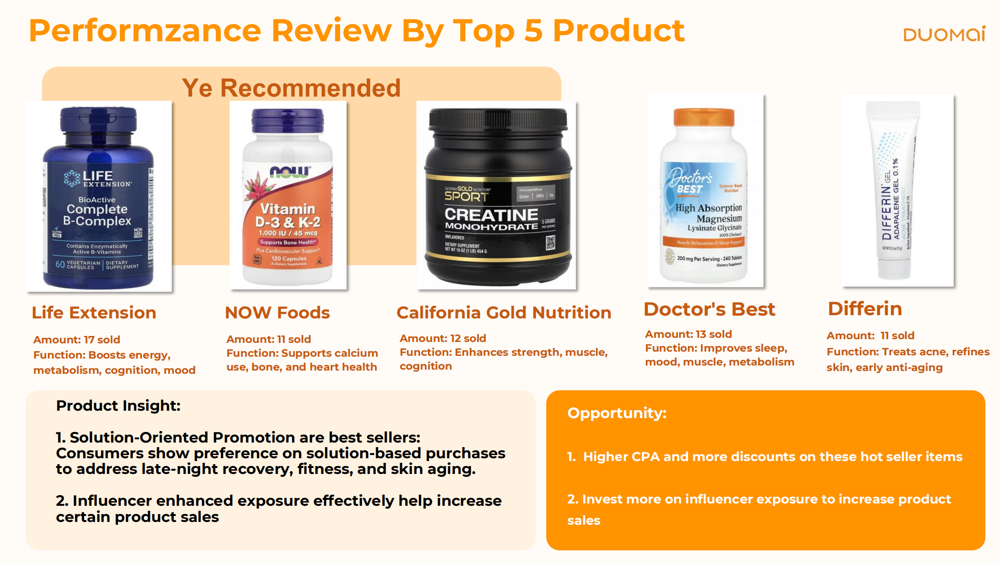 Performzance Review By Top 5 Product
DUOMAI
Ye Recommended
LIFE
EXTENSION
BioActive
Complete
B-Complex
GLUTEN
FREE
NON
GMO
Contains Enzymatically
Active B-Vitamins
60 VEGETARIAN CAPSULES | DIETARY SUPPLEMENT
NOW®
Vitamin
D-3 & K-2
1,000 IU / 45 mcg
Supports Bone Health*
Plus Cardiovascular Support*
Non-
GMO
120 Capsules
A Dietary Supplement
K
CALIFORNIA GOLD NUTRITION®
SPORT
Formulated Without
Gluten | GMOs | Soy
CREATINE
MONOHYDRATE
5 GRAMS
PER SERVING
UNFLAVORED
DIETARY SUPPLEMENT
NET WT 16 OZ (1 LB) 454 G
Doctor's
BEST
Science-Based
Nutrition
High Absorption
Magnesium
Lysinate Glycinate
100% Chelated
Muscle Relaxation & Sleep Support
200 mg Per Serving • 240 Tablets
Dietary Supplement
DIFFERIN® GEL
ADAPALENE GEL 0.1%
ACNE TREATMENT
Active Ingredient: Adapalene 0.1%
NET WT 0.5 oz (15g)
Life Extension
Amount: 17 sold
Function: Boosts energy,
metabolism, cognition, mood
NOW Foods
Amount: 11 sold
Function: Supports calcium
use, bone, and heart health
California Gold Nutrition
Amount: 12 sold
Function: Enhances strength, muscle,
cognition
Doctor's Best
Amount: 13 sold
Function: Improves sleep,
mood, muscle, metabolism
Differin
Amount: 11 sold
Function: Treats acne, refines
skin, early anti-aging
Product Insight:
1. Solution-Oriented Promotion are best sellers:
Consumers show preference on solution-based purchases
to address late-night recovery, fitness, and skin aging.
2. Influencer enhanced exposure effectively help increase
certain product sales
Opportunity:
1. Higher CPA and more discounts on these hot seller items
2. Invest more on influencer exposure to increase product
sales